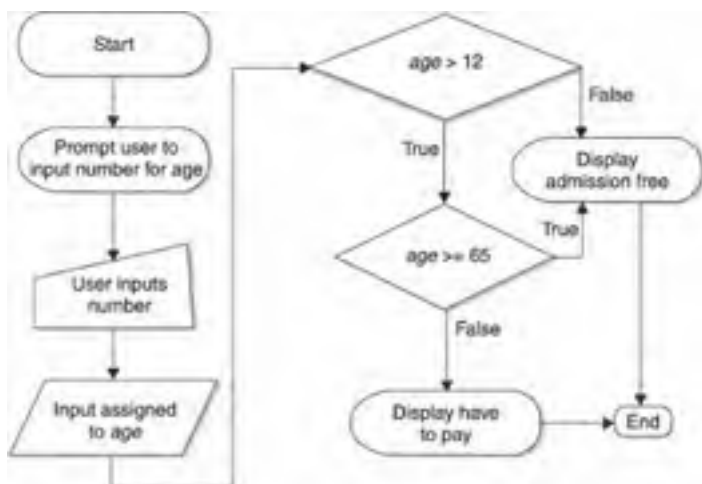 Start
Prompt user to
input number for age
User inputs
number
Input assigned
to age
age > 12
False
True
Display
admission free
True
age >= 65
False
Display have
to pay
End